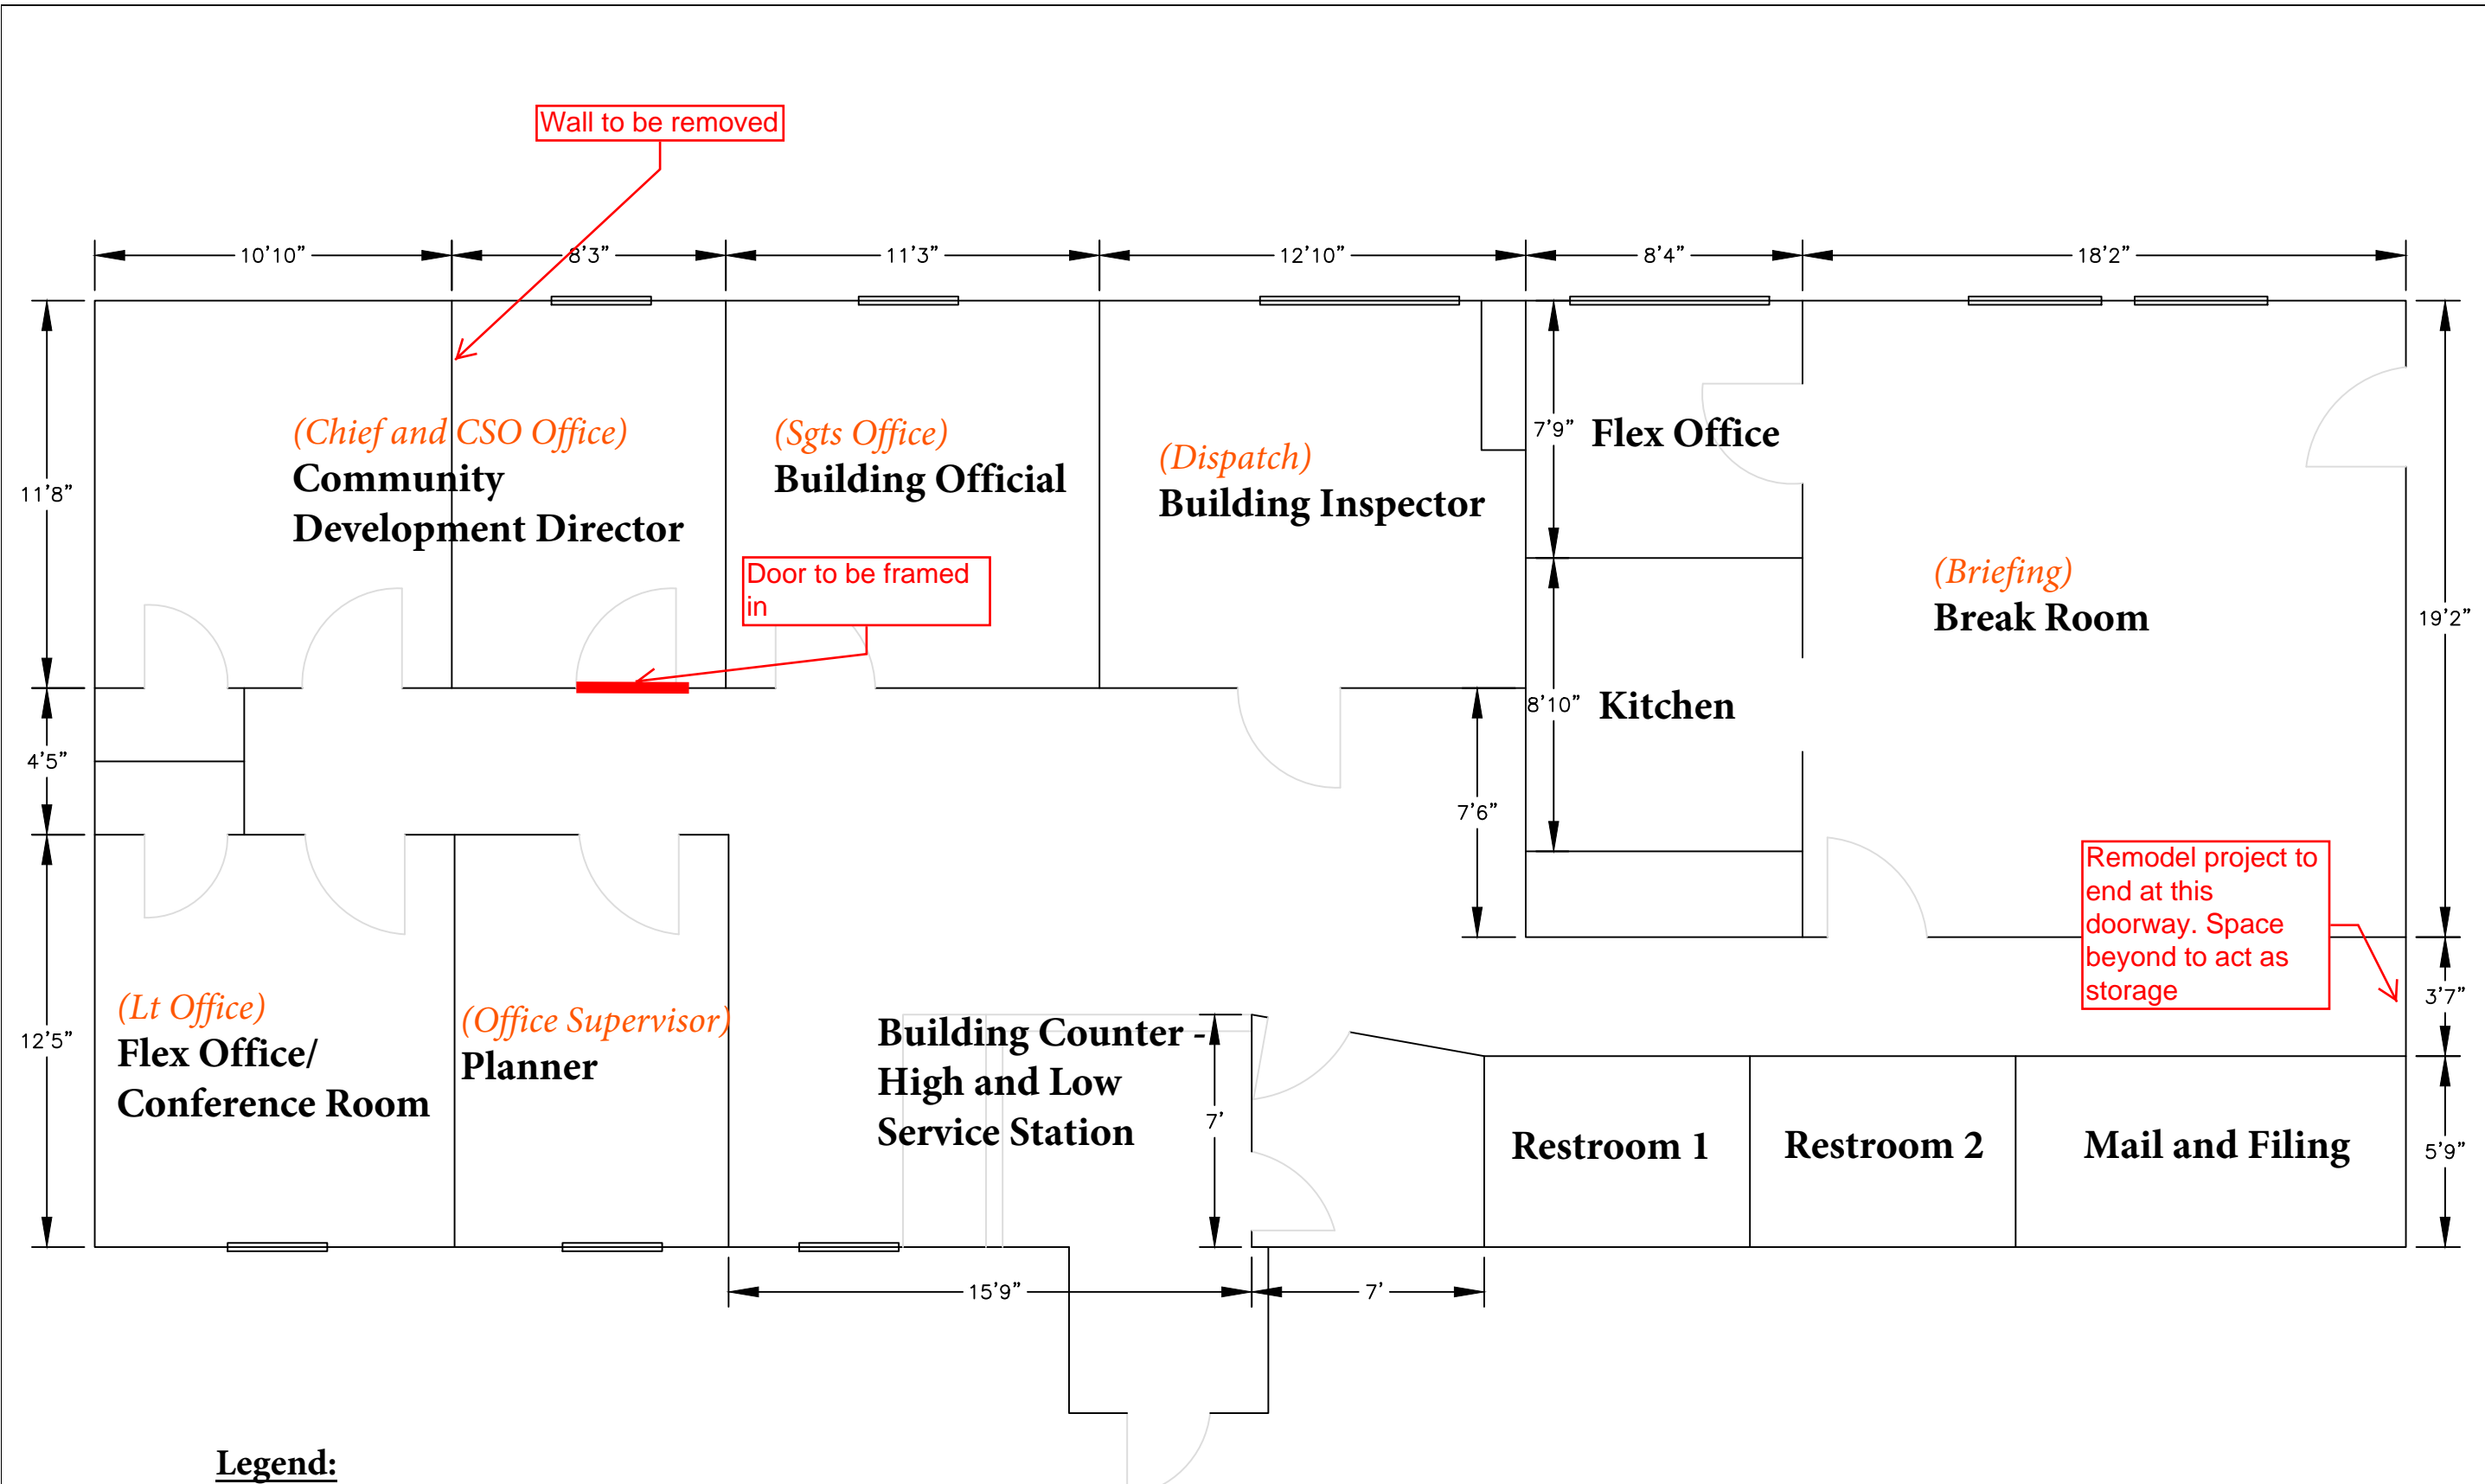 Wall to be removed
10'10"
8'3"
11'3"
12'10"
8'4"
18'2"
11'8"
4'5"
12'5"
(Chief and CSO Office)
Community
Development Director
(Sgts Office)
Building Official
(Dispatch)
Building Inspector
7'9"
Flex Office
Door to be framed
in
(Briefing)
Break Room
19'2"
8'10"
Kitchen
7'6"
Remodel project to
end at this
doorway. Space
beyond to act as
storage
3'7"
5'9"
(Lt Office)
Flex Office/
Conference Room
(Office Supervisor)
Planner
Building Counter -
High and Low
Service Station
7'
Restroom 1
Restroom 2
Mail and Filing
15'9"
7'
Legend: